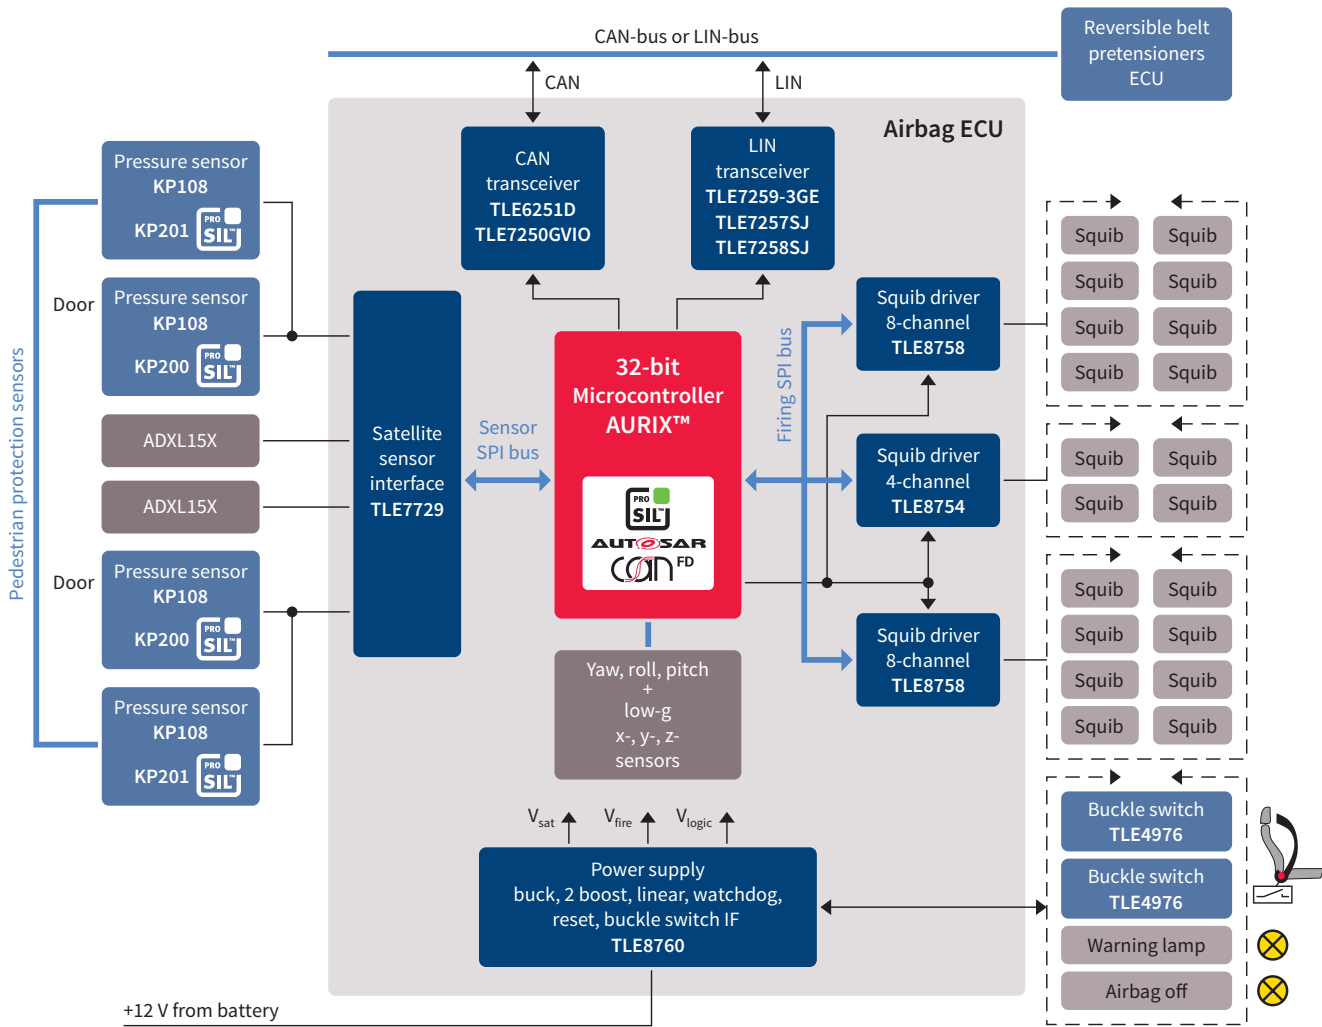 CAN-bus or LIN-bus
Reversible belt
pretensioners
ECU
CAN
LIN
Airbag ECU
Pressure sensor
KP108
KP201
PRO
SIL™
Door
Pressure sensor
KP108
KP200
PRO
SIL™
ADXL15X
ADXL15X
Door
Pressure sensor
KP108
KP200
PRO
SIL™
Pressure sensor
KP108
KP201
PRO
SIL™
Pedestrian protection sensors
CAN
transceiver
TLE6251D
TLE7250GVIO
LIN
transceiver
TLE7259-3GE
TLE7257SJ
TLE7258SJ
Satellite
sensor
interface
TLE7729
Sensor
SPI bus
32-bit
Microcontroller
AURIX™
PRO
SIL™
AUTOSAR
CAN FD
Firing SPI bus
Squib driver
8-channel
TLE8758
Squib driver
4-channel
TLE8754
Squib driver
8-channel
TLE8758
Squib Squib
Squib Squib
Squib Squib
Squib Squib
Squib Squib
Squib Squib
Squib Squib
Squib Squib
Squib Squib
Squib Squib
Yaw, roll, pitch
+
low-g
x-, y-, z-
sensors
Vsat Vfire Vlogic
Power supply
buck, 2 boost, linear, watchdog,
reset, buckle switch IF
TLE8760
Buckle switch
TLE4976
Buckle switch
TLE4976
Warning lamp
Airbag off
+12 V from battery